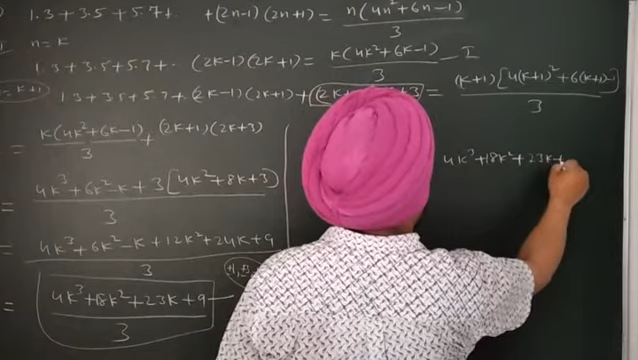 1.3+3.5+5.7+. +(2n-1)(2n+1)= n(4n²+6n-1)/3
n=k
1.3+3.5+5.7+. (2k-1)(2k+1)= k(4k²+6k-1)/3 -I
=k+1 1.3+3.5+5.7+.(2k-1)(2k+1)+(2k+3)= (k+1)[4(k+1)²+6(k+1)-1]/3
= k(4k²+6k-1)/3 + (2k+1)(2k+3)
4k³+18k²+23k+
= 4k³+6k²-k+3[4k²+8k+3]/3
= 4k³+6k²-k+12k²+24k+9/3
= 4k³+18k²+23k+9/3